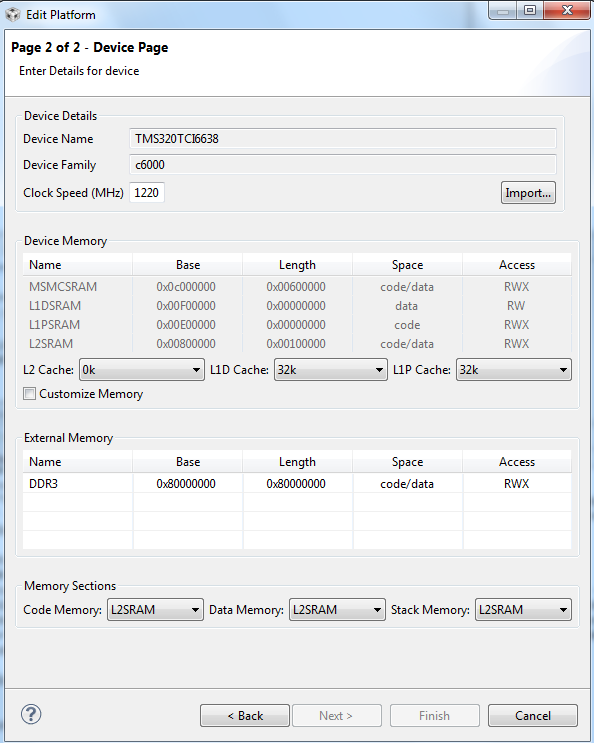 Edit Platform
Page 2 of 2 - Device Page
Enter Details for device
Device Details
Device Name TMS320TCI6638
Device Family c6000
Clock Speed (MHz) 1220 Import...
Device Memory
Name Base Length Space Access
MSMCSRAM 0x0c000000 0x00600000 code/data RWX
L1DSRAM 0x00F00000 0x00000000 data RW
L1PSRAM 0x00E00000 0x00000000 code RWX
L2SRAM 0x00800000 0x00100000 code/data RWX
L2 Cache: 0k L1D Cache: 32k L1P Cache: 32k
Customize Memory
External Memory
Name Base Length Space Access
DDR3 0x80000000 0x80000000 code/data RWX
Memory Sections
Code Memory: L2SRAM Data Memory: L2SRAM Stack Memory: L2SRAM
? < Back Next > Finish Cancel